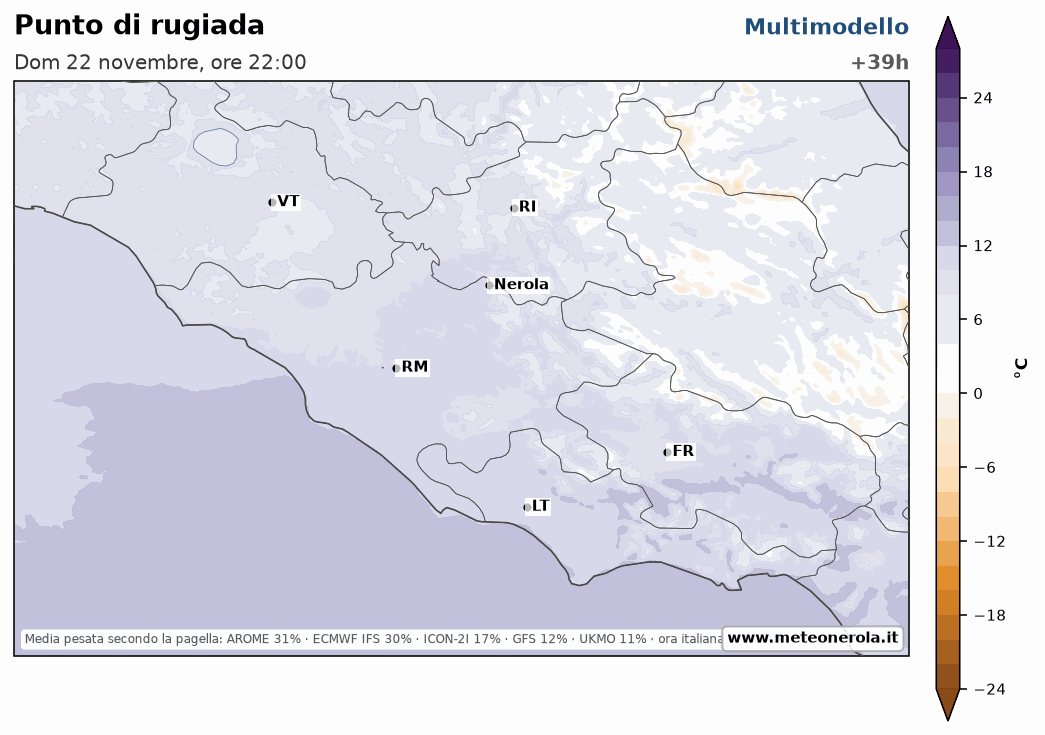 Punto di rugiada
Multimodello
Dom 22 novembre, ore 22:00
+39h
VT
RI
Nerola
RM
FR
LT
Media pesata secondo la pagella: AROME 31% · ECMWF IFS 30% · ICON-2I 17% · GFS 12% · UKMO 11% · ora italiana
www.meteonerola.it
24
18
12
6
0
−6
−12
−18
−24
°C